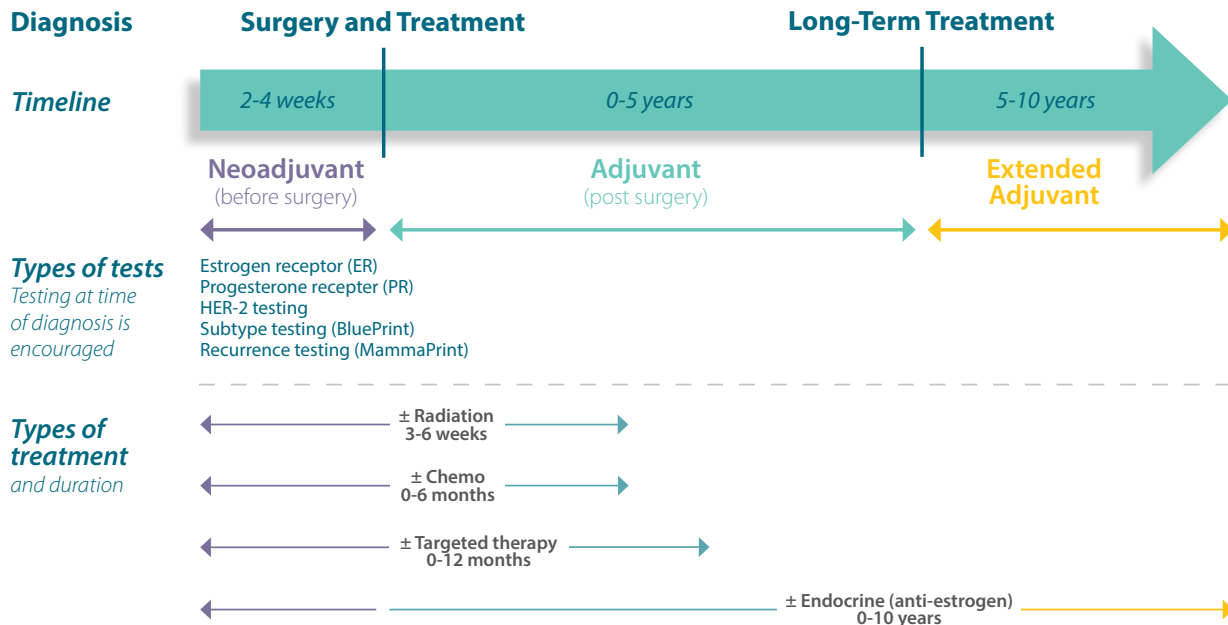 Diagnosis
Surgery and Treatment
Long-Term Treatment
Timeline
2-4 weeks
0-5 years
5-10 years
Neoadjuvant
(before surgery)
Adjuvant
(post surgery)
Extended
Adjuvant
Types of tests
Testing at time
of diagnosis is
encouraged
Estrogen receptor (ER)
Progesterone recepter (PR)
HER-2 testing
Subtype testing (BluePrint)
Recurrence testing (MammaPrint)
Types of
treatment
and duration
± Radiation
3-6 weeks
± Chemo
0-6 months
± Targeted therapy
0-12 months
± Endocrine (anti-estrogen)
0-10 years